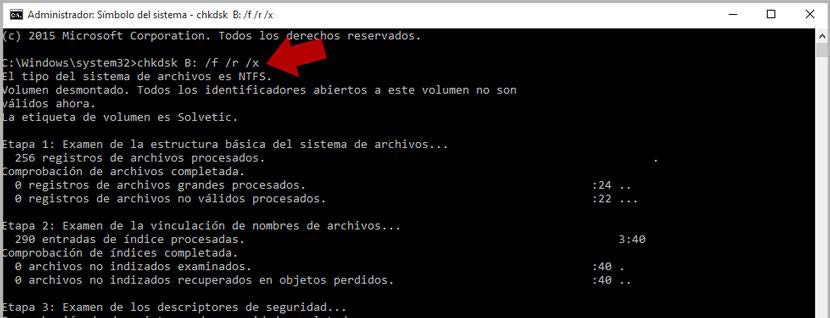 Administrador: Símbolo del sistema - chkdsk B: /f /r /x
(c) 2015 Microsoft Corporation. Todos los derechos reservados.
C:\Windows\system32>chkdsk B: /f /r /x
El tipo del sistema de archivos es NTFS.
Volumen desmontado. Todos los identificadores abiertos a este volumen no son
válidos ahora.
La etiqueta de volumen es Solvetic.
Etapa 1: Examen de la estructura básica del sistema de archivos...
256 registros de archivos procesados. .
Comprobación de archivos completada.
0 registros de archivos grandes procesados. :24 ..
0 registros de archivos no válidos procesados. :22 ...
Etapa 2: Examen de la vinculación de nombres de archivos...
290 entradas de índice procesadas. 3:40
Comprobación de índices completada.
0 archivos no indizados examinados. :40 .
0 archivos no indizados recuperados en objetos perdidos. :40 ..
Etapa 3: Examen de los descriptores de seguridad...